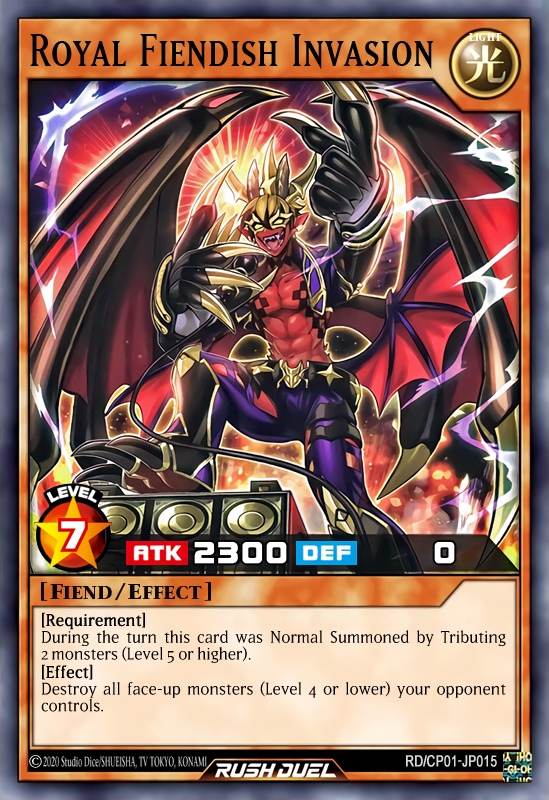 ROYAL FIENDISH INVASION
LIGHT
光
LEVEL
7
ATK 2300 DEF 0
[FIEND/EFFECT]
[Requirement]
During the turn this card was Normal Summoned by Tributing
2 monsters (Level 5 or higher).
[Effect]
Destroy all face-up monsters (Level 4 or lower) your opponent
controls.
©2020 Studio Dice/SHUEISHA, TV TOKYO, KONAMI
RUSH DUEL
RD/CP01-JP015